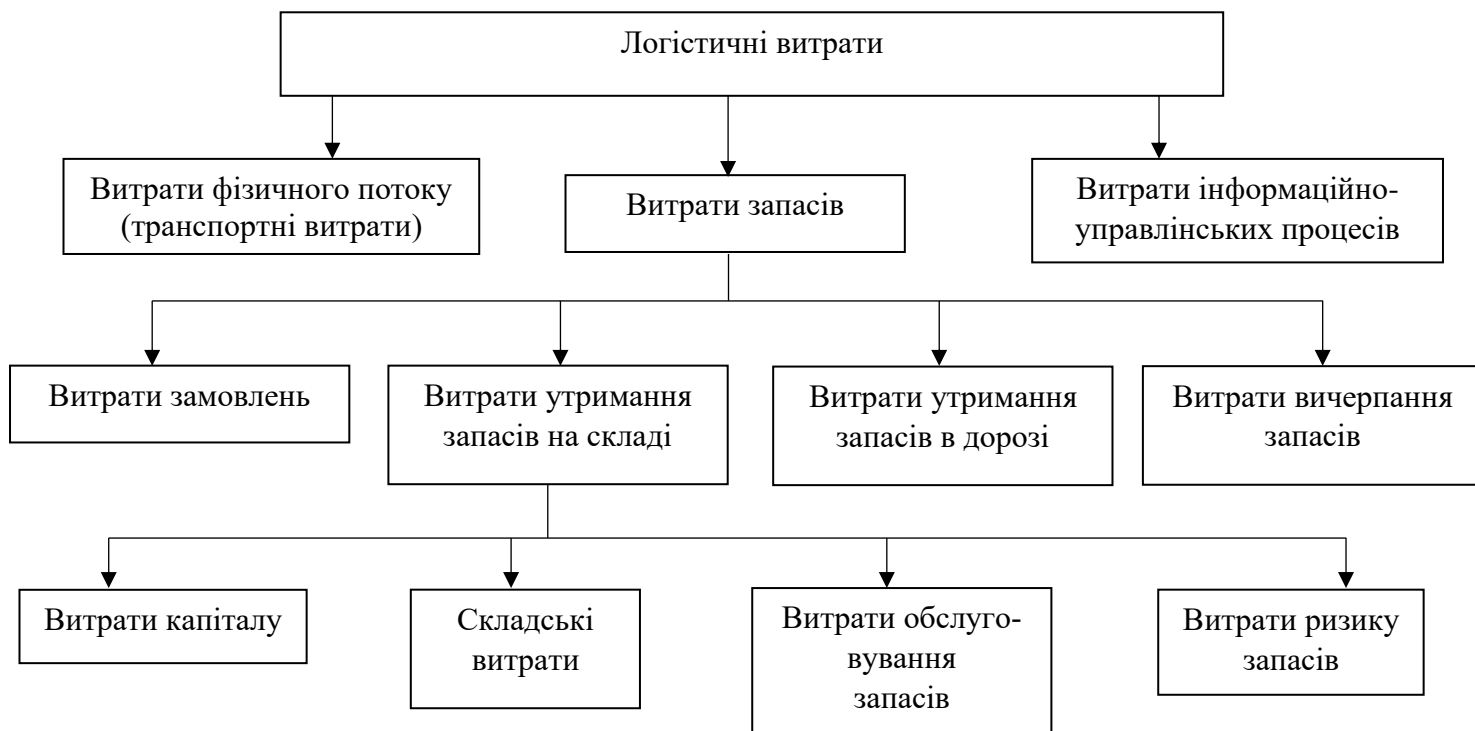 Логістичні витрати
Витрати фізичного потоку
(транспортні витрати)
Витрати запасів
Витрати інформаційно-
управлінських процесів
Витрати замовлень
Витрати утримання
запасів на складі
Витрати утримання
запасів в дорозі
Витрати вичерпання
запасів
Витрати капіталу
Складські
витрати
Витрати обслуго-
вування
запасів
Витрати ризику
запасів